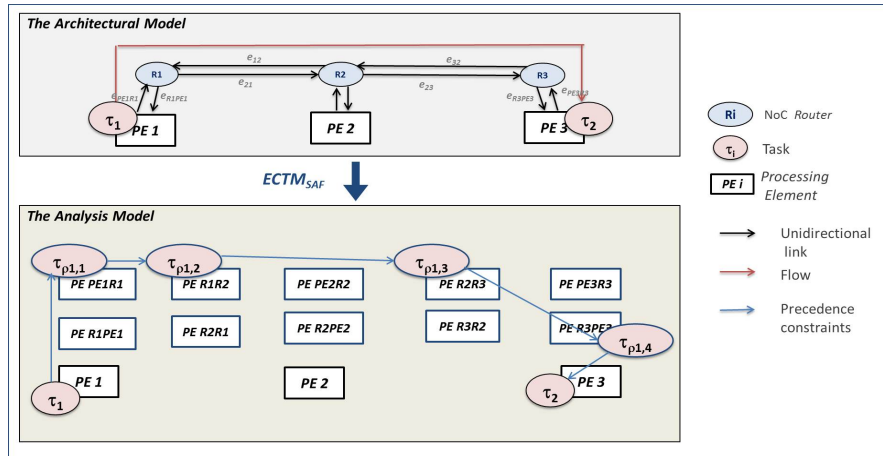 The Architectural Model
e12
e32
R1
R2
R3
e21
e23
ePE1R1
eR1PE1
eR3PE3
ePE3R3
τ1
PE 1
PE 2
PE 3
τ2
ECTMSAF
The Analysis Model
τρ1,1
τρ1,2
τρ1,3
PE PE1R1
PE R1R2
PE PE2R2
PE R2R3
PE PE3R3
PE R1PE1
PE R2R1
PE R2PE2
PE R3R2
PE R3PE3
τρ1,4
PE 1
PE 2
PE 3
τ1
τ2
Ri
NoC Router
τi
Task
PE i
Processing
Element
Unidirectional
link
Flow
Precedence
constraints